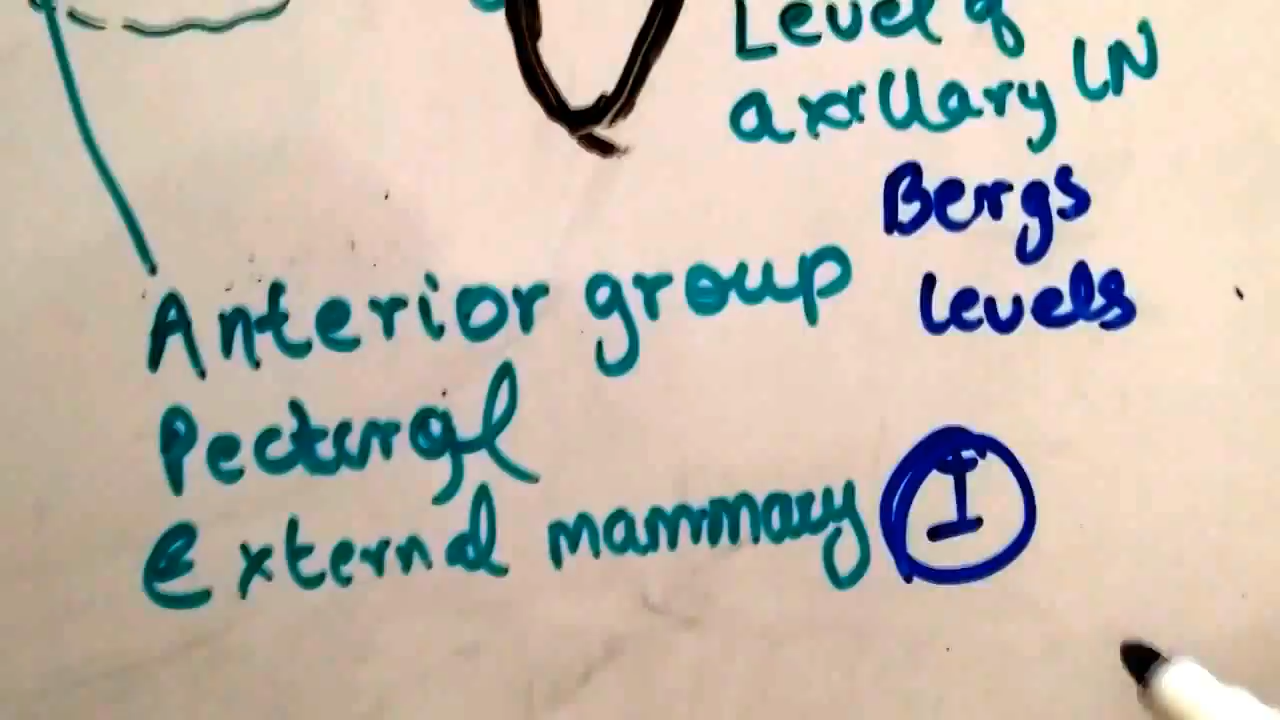 Level of
axillary LN
Bergs
levels
Anterior group
Pectoral
External mammary
I